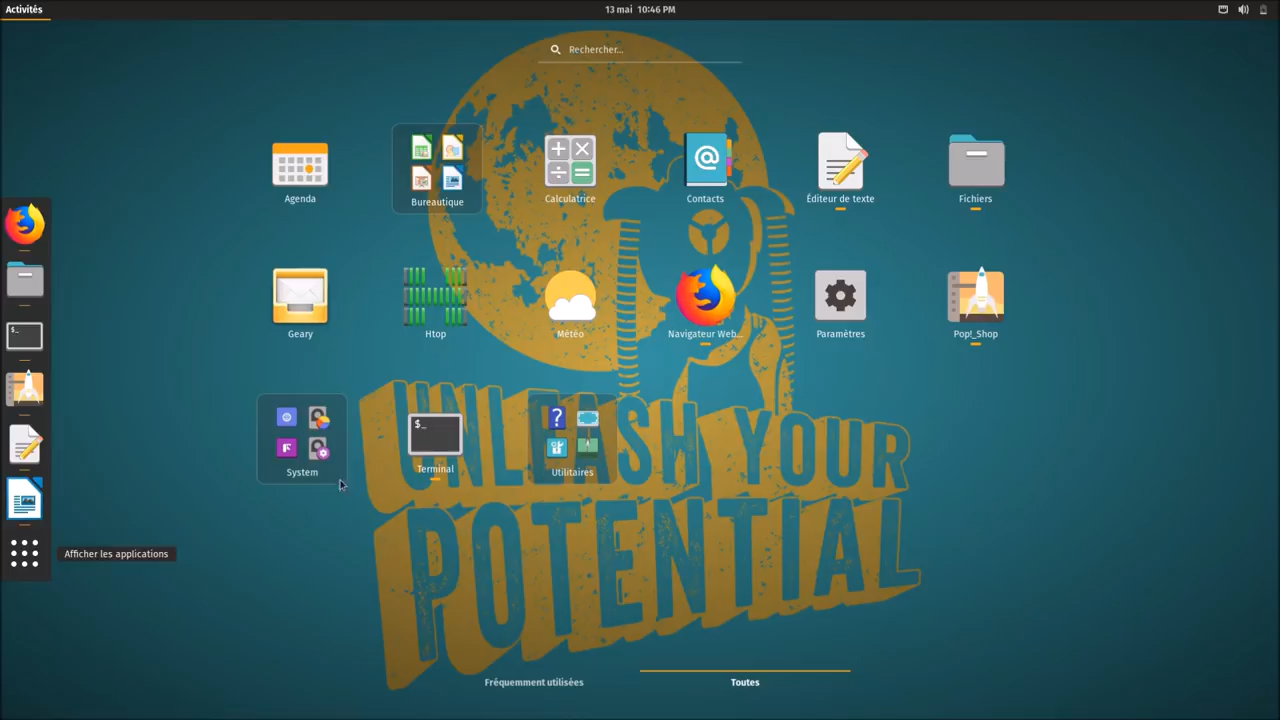 Activités
13 mai 10:46 PM
Rechercher...
Agenda
Bureautique
Calculatrice
Contacts
Éditeur de texte
Fichiers
Geary
Htop
Météo
Navigateur Web...
Paramètres
Pop!_Shop
System
Terminal
Utilitaires
Afficher les applications
UNLEASH YOUR
POTENTIAL
Fréquemment utilisées
Toutes